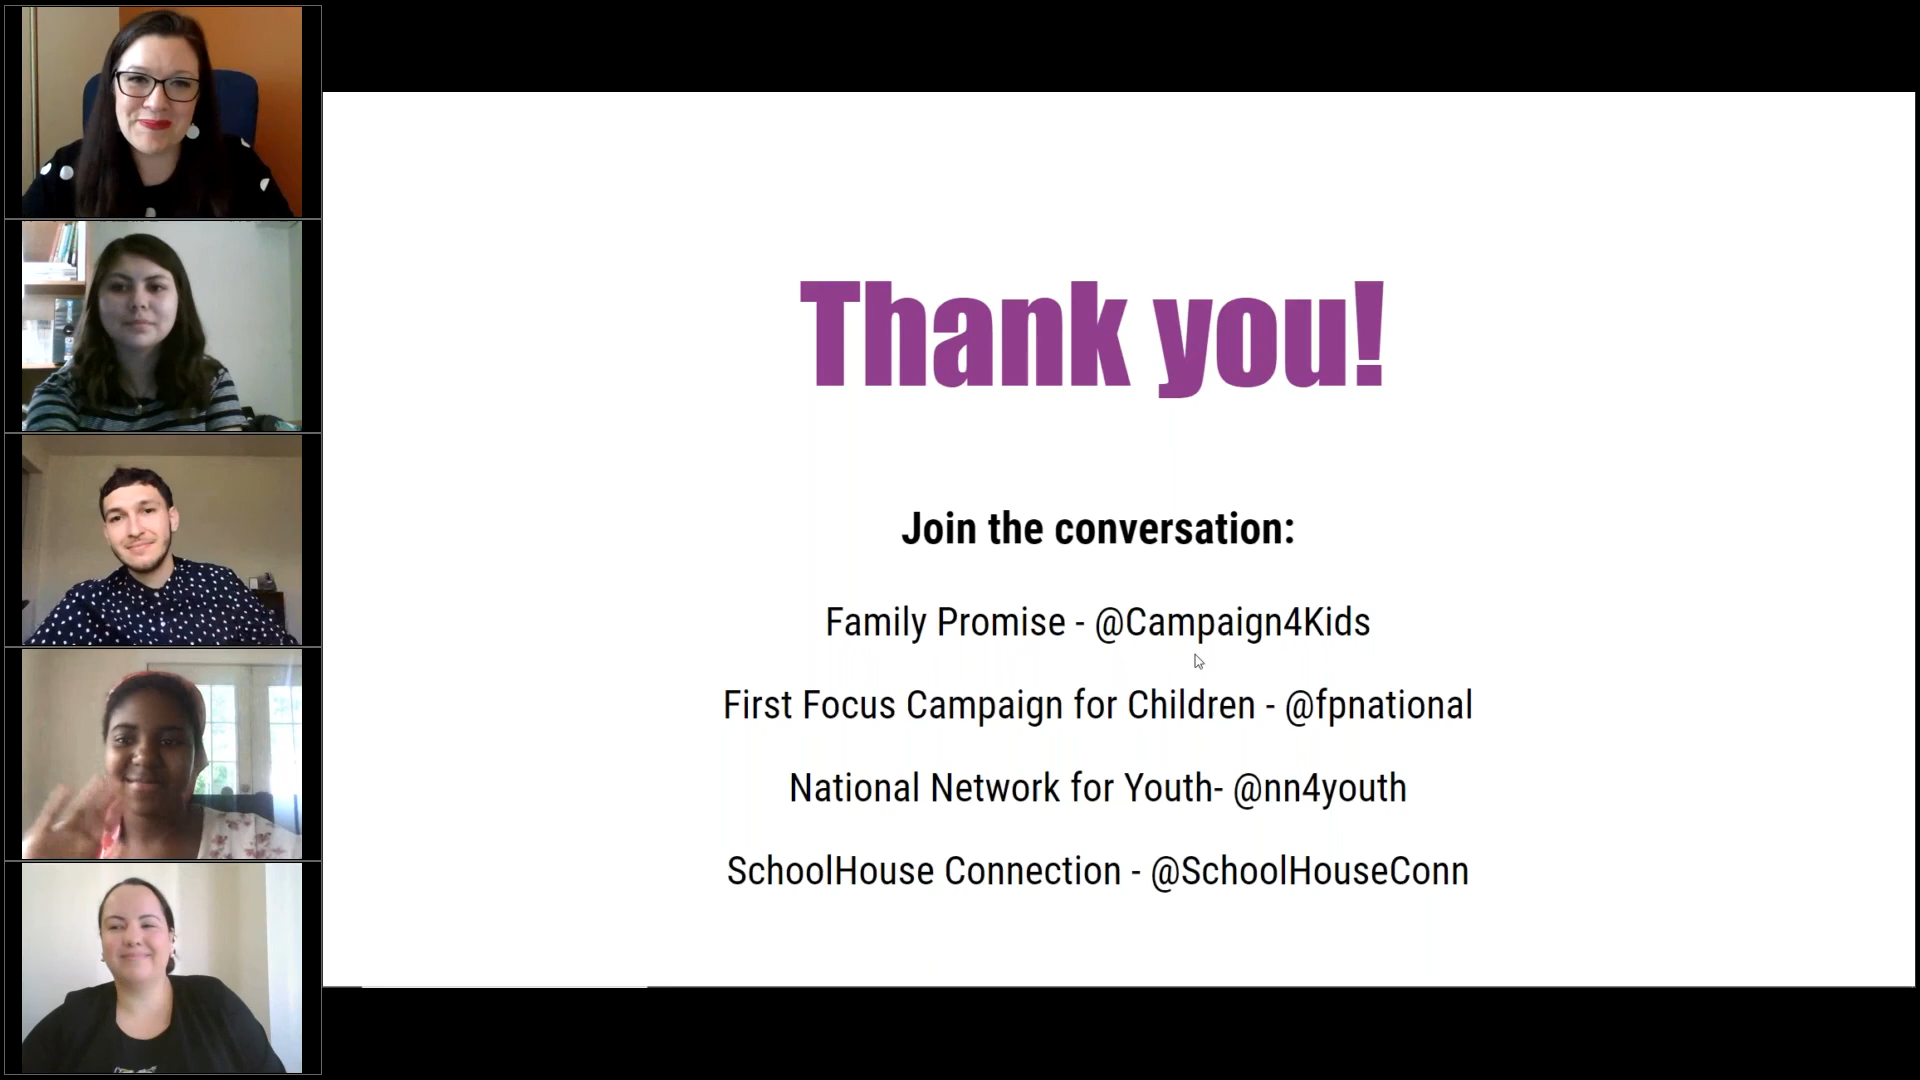 Thank you!
Join the conversation:
Family Promise - @Campaign4Kids
First Focus Campaign for Children - @fpnational
National Network for Youth- @nn4youth
SchoolHouse Connection - @SchoolHouseConn